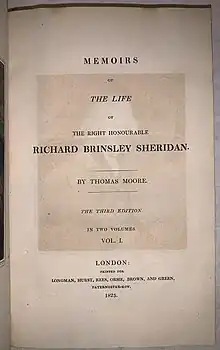 MEMOIRS
OF
THE LIFE
OF
THE RIGHT HONOURABLE
RICHARD BRINSLEY SHERIDAN.
BY THOMAS MOORE.
THE THIRD EDITION
IN TWO VOLUMES
VOL. I.
LONDON:
PRINTED FOR
LONGMAN, HURST, REES, ORME, BROWN, AND GREEN,
PATERNOSTER-ROW.
1825.